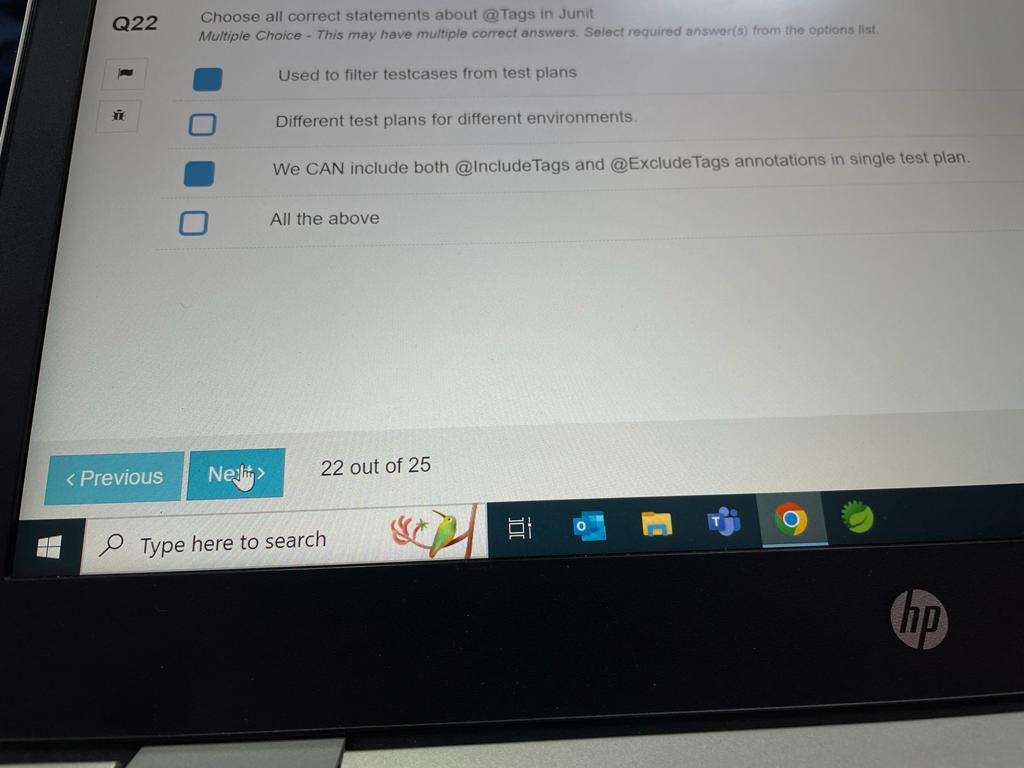 Q22
Choose all correct statements about @Tags in Junit
Multiple Choice - This may have multiple correct answers. Select required answer(s) from the options list.
Used to filter testcases from test plans
Different test plans for different environments.
We CAN include both @IncludeTags and @ExcludeTags annotations in single test plan.
All the above
< Previous
Next >
22 out of 25
Type here to search
hp